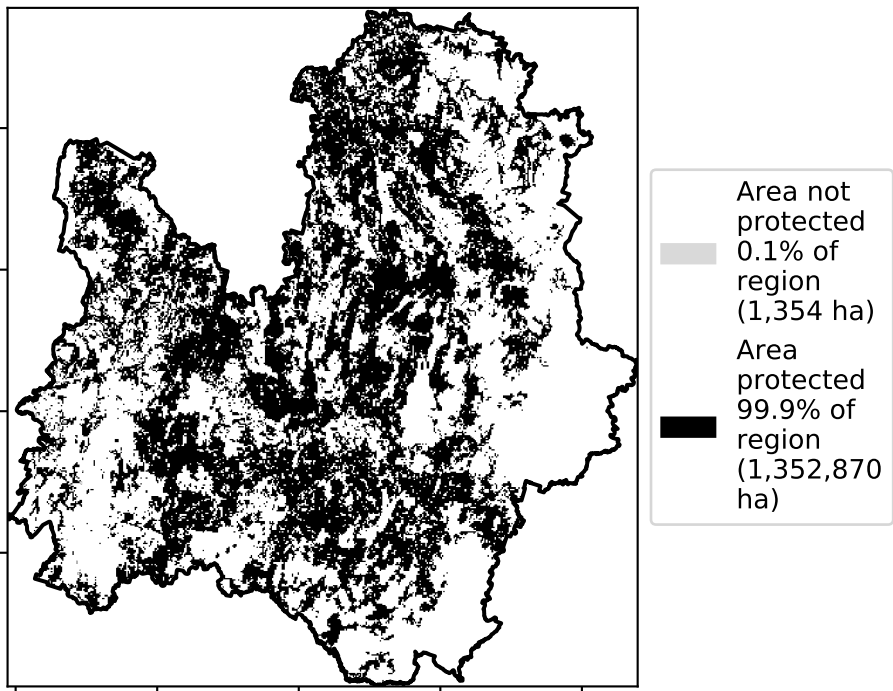 Area not
protected
0.1% of
region
(1,354 ha)
Area
protected
99.9% of
region
(1,352,870
ha)